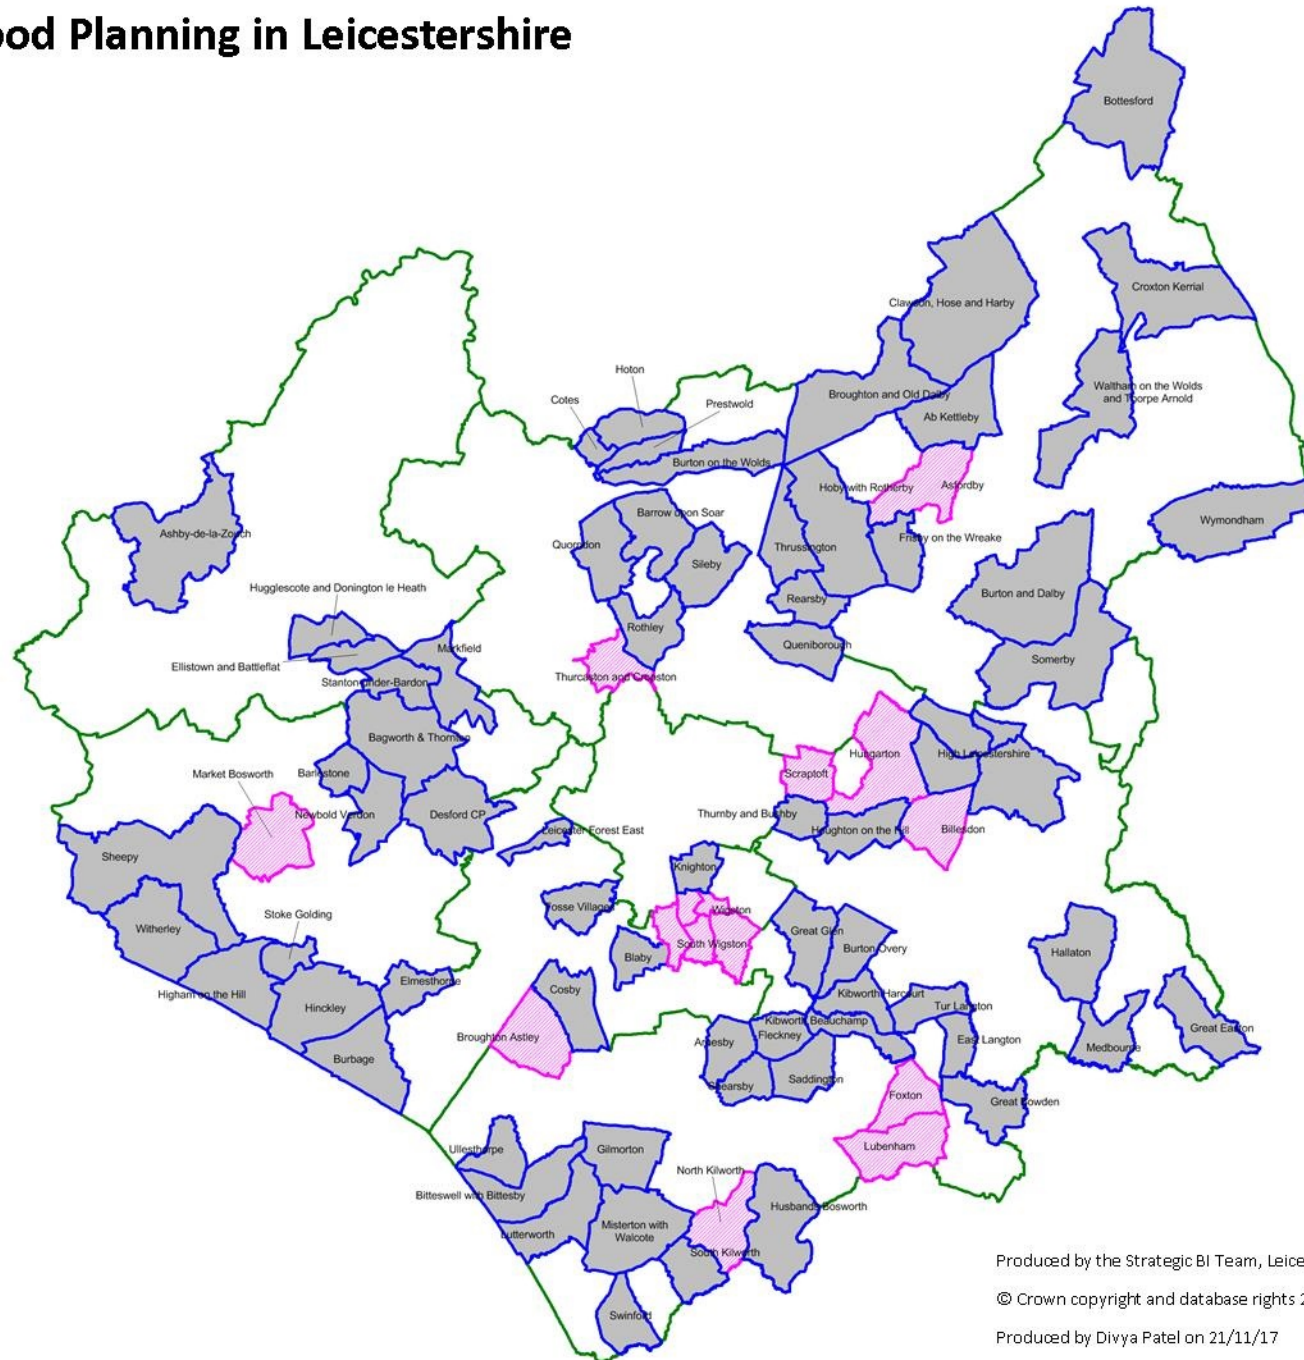 ood Planning in Leicestershire
Bottesford
Croxton Kerrial
Clawson, Hose and Harby
Hoton
Cotes
Prestwold
Broughton and Old Dalby
Waltham on the Wolds
and Thorpe Arnold
Ab Kettleby
Burton on the Wolds
Hoby with Rotherby
Asfordby
Barrow upon Soar
Wymondham
Ashby-de-la-Zouch
Quorndon
Thrussington
Frisby on the Wreake
Sileby
Hugglescote and Donington le Heath
Rearsby
Burton and Dalby
Rothley
Queniborough
Markfield
Ellistown and Battleflat
Somerby
Stanton-under-Bardon
Thurcaston and Cropston
Bagworth & Thornton
Hungarton
High Leicestershire
Market Bosworth
Barlestone
Scraptoft
Newbold Verdon
Desford CP
Thurnby and Bushby
Leicester Forest East
Houghton on the Hill
Billesdon
Sheepy
Knighton
Stoke Golding
Fosse Villages
Wigston
Witherley
Great Glen
South Wigston
Burton Overy
Hallaton
Blaby
Higham on the Hill
Elmesthorpe
Cosby
Kibworth Harcourt
Hinckley
Tur Langton
Kibworth Beauchamp
Great Easton
Broughton Astley
Fleckney
Arnesby
East Langton
Medbourne
Burbage
Shearsby
Saddington
Foxton
Great Bowden
Ullesthorpe
Gilmorton
Lubenham
North Kilworth
Bitteswell with Bittesby
Husbands Bosworth
Misterton with
Walcote
Lutterworth
South Kilworth
Swinford
Produced by the Strategic BI Team, Leice
© Crown copyright and database rights 2
Produced by Divya Patel on 21/11/17